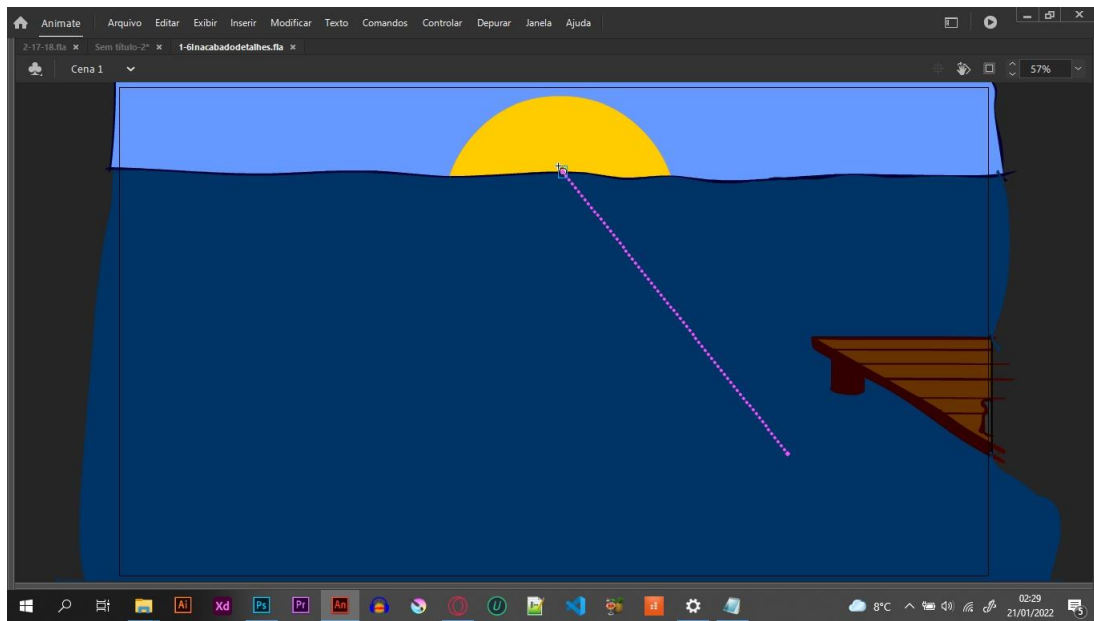 Animate Arquivo Editar Exibir Inserir Modificar Texto Comandos Controlar Depurar Janela Ajuda
2-17-18.fla × Sem título-2* × 1-6Inacabadodetalhes.fla ×
Cena 1 57%
Ai Xd Ps Pr An U 8°C 02:29
21/01/2022 5